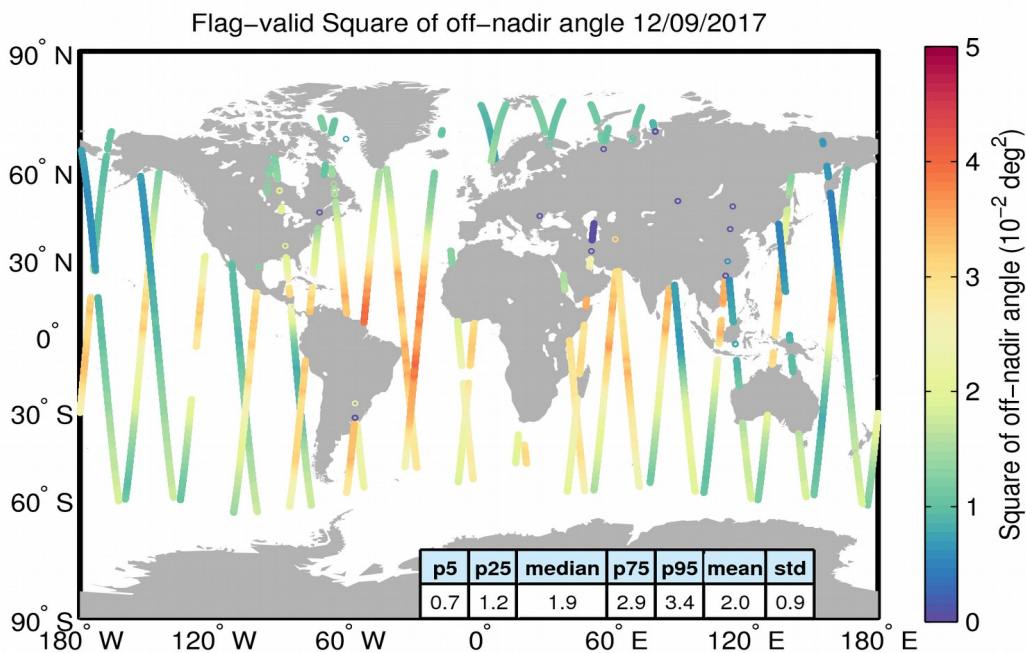 Flag−valid Square of off−nadir angle 12/09/2017
90° N
60° N
30° N
0°
30° S
60° S
90° S
180° W
120° W
60° W
0°
60° E
120° E
180° E
p5 p25 median p75 p95 mean std
0.7 1.2 1.9 2.9 3.4 2.0 0.9
5
4
3
2
1
0
Square of off−nadir angle (10⁻² deg²)